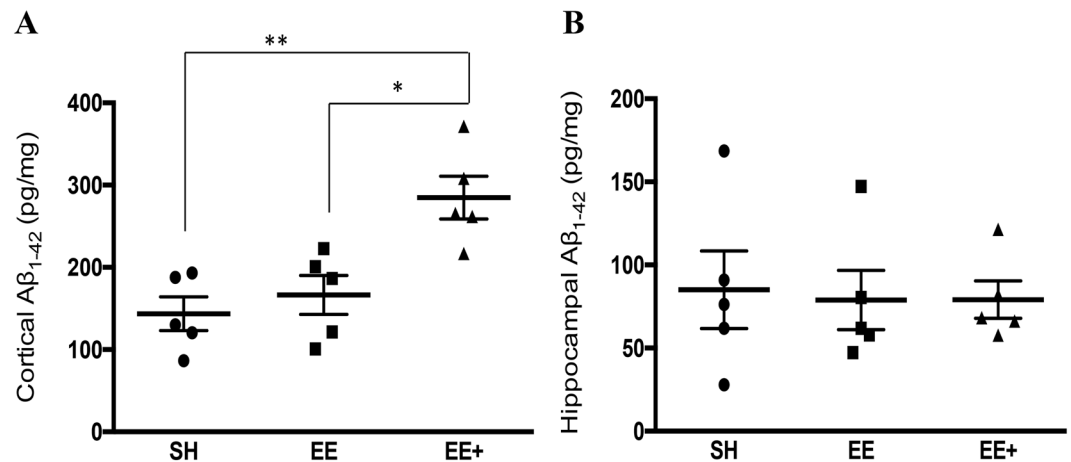 A
B
**
*
Cortical Aβ1-42 (pg/mg)
400
300
200
100
0
SH EE EE+
Hippocampal Aβ1-42 (pg/mg)
200
150
100
50
0
SH EE EE+